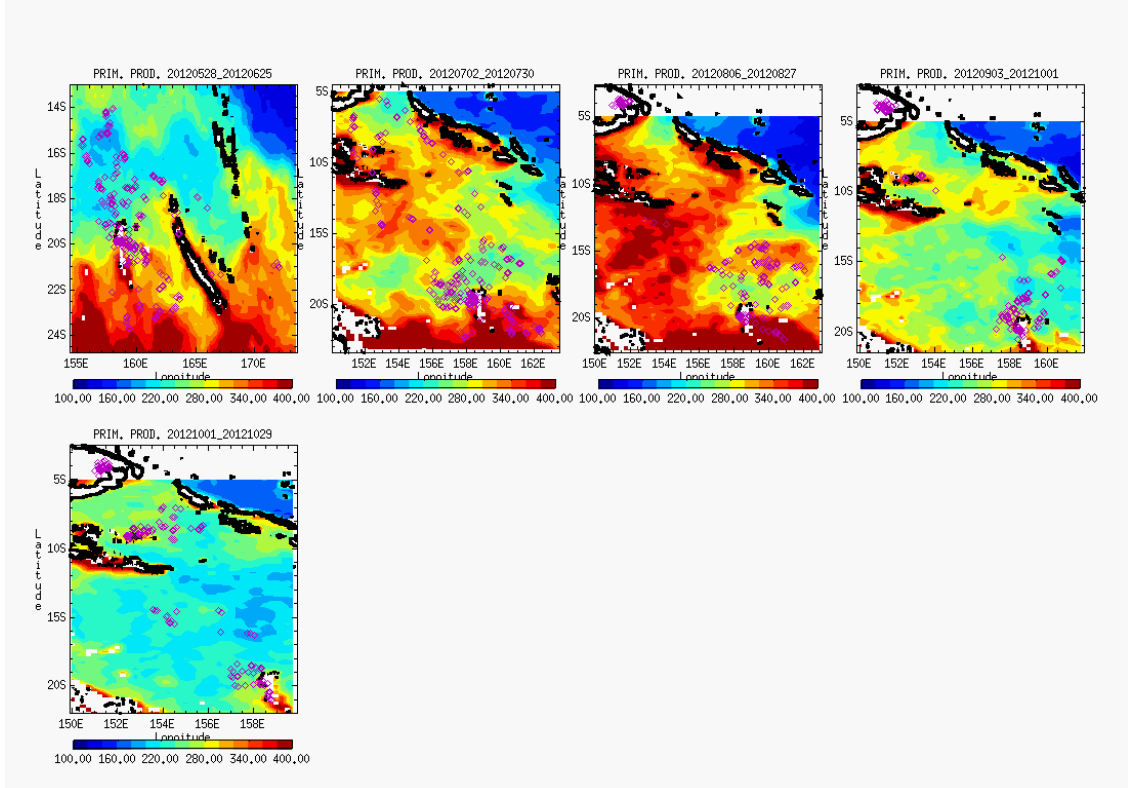 PRIM. PROD. 20120528_20120625
14S
16S
18S
20S
22S
24S
Latitude
155E 160E 165E 170E
Longitude
100.00 160.00 220.00 280.00 340.00 400.00
PRIM. PROD. 20120702_20120730
5S
10S
15S
20S
Latitude
152E 154E 156E 158E 160E 162E
Longitude
100.00 160.00 220.00 280.00 340.00 400.00
PRIM. PROD. 20120806_20120827
5S
10S
15S
20S
Latitude
150E 152E 154E 156E 158E 160E 162E
Longitude
100.00 160.00 220.00 280.00 340.00 400.00
PRIM. PROD. 20120903_20121001
5S
10S
15S
20S
Latitude
150E 152E 154E 156E 158E 160E
Longitude
100.00 160.00 220.00 280.00 340.00 400.00
PRIM. PROD. 20121001_20121029
5S
10S
15S
20S
Latitude
150E 152E 154E 156E 158E
Longitude
100.00 160.00 220.00 280.00 340.00 400.00